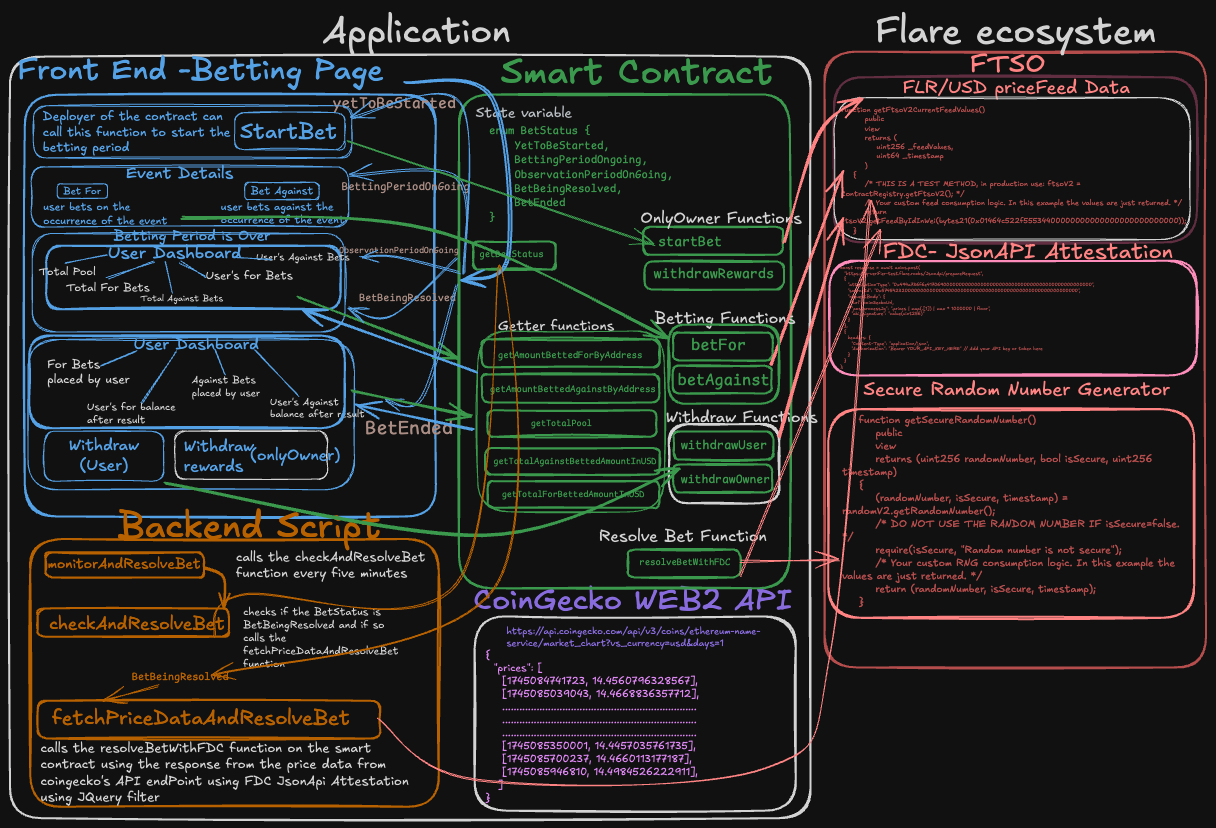 Application
Flare ecosystem
Front End -Betting Page
yetToBeStarted
Deployer of the contract can
call this function to start the
betting period
StartBet
Event Details
Bet For
Bet Against
user bets on the
occurrence of the event
user bets against the
occurrence of the event
BettingPeriodOnGoing
Betting Period is Over
User Dashboard
User's Against Bets
ObservationPeriodOnGoing
Total Pool
User's for Bets
Total For Bets
Total Against Bets
BetBeingResolved
User Dashboard
For Bets
placed by user
Against Bets
placed by user
User's for balance
after result
User's Against
balance after result
BetEnded
Withdraw
(User)
Withdraw
rewards
(onlyOwner)
Smart Contract
State variable
enum BetStatus {
YetToBeStarted,
BettingPeriodOngoing,
ObservationPeriodOngoing,
BetBeingResolved,
BetEnded
}
getBetStatus
OnlyOwner Functions
startBet
withdrawRewards
Getter functions
getAmountBettedForByAddress
getAmountBettedAgainstByAddress
getTotalPool
getTotalAgainstBettedAmountInUSD
getTotalForBettedAmountInUSD
Betting Functions
betFor
betAgainst
Withdraw Functions
withdrawUser
withdrawOwner
Resolve Bet Function
resolveBetWithFDC
Backend Script
monitorAndResolveBet
calls the checkAndResolveBet
function every five minutes
checkAndResolveBet
checks if the BetStatus is
BetBeingResolved and if so
calls the
fetchPriceDataAndResolveBet
function
BetBeingResolved
fetchPriceDataAndResolveBet
calls the resolveBetWithFDC function on the smart
contract using the response from the price data from
coingecko's API endPoint using FDC JsonApi Attestation
using JQuery filter
CoinGecko WEB2 API
https://api.coingecko.com/api/v3/coins/ethereum-name-
service/market_chart?vs_currency=usd&days=1
{
"prices": [
[1745084741723, 14.4560796328567],
[1745085039043, 14.4668836357712],
[1745085350001, 14.4457035761735],
[1745085700237, 14.4660113177187],
[1745085946810, 14.4984526222911],
]
}
FTSO
FLR/USD priceFeed Data
function getFtsoV2CurrentFeedValues()
public
view
returns (
uint256 _feedValues,
uint64 _timestamp
)
{
/* THIS IS A TEST METHOD, in production use: ftsoV2 =
ContractRegistry.getFtsoV2(); */
/* Your custom feed consumption logic. In this example the values are just returned. */
return
}
FDC- JsonAPI Attestation
Secure Random Number Generator
function getSecureRandomNumber()
public
view
returns (uint256 randomNumber, bool isSecure, uint256
timestamp)
{
(randomNumber, isSecure, timestamp) =
randomV2.getRandomNumber();
/* DO NOT USE THE RANDOM NUMBER IF isSecure=false.
*/
require(isSecure, "Random number is not secure");
/* Your custom RNG consumption logic. In this example the
values are just returned. */
return (randomNumber, isSecure, timestamp);
}